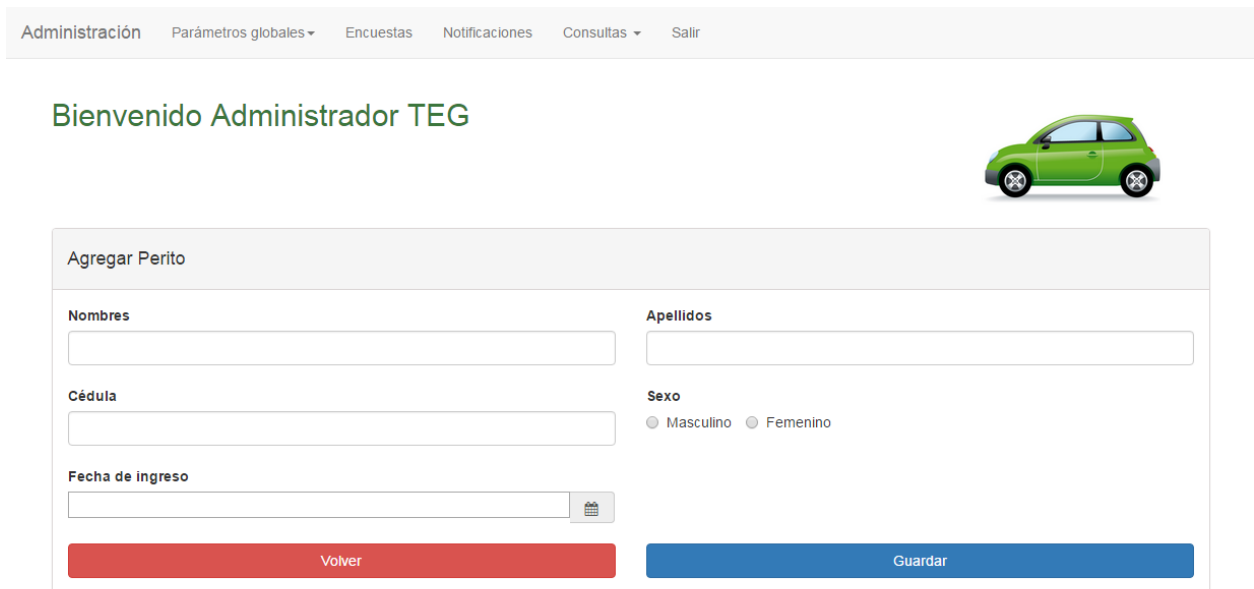 Administración Parámetros globales Encuestas Notificaciones Consultas Salir
Bienvenido Administrador TEG
Agregar Perito
Nombres Apellidos
Cédula Sexo
Masculino Femenino
Fecha de ingreso
Volver Guardar